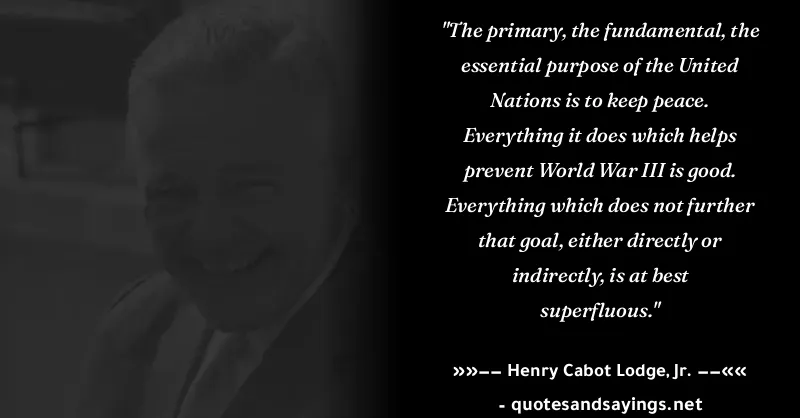 "The primary, the fundamental, the
essential purpose of the United
Nations is to keep peace.
Everything it does which helps
prevent World War III is good.
Everything which does not further
that goal, either directly or
indirectly, is at best
superfluous."
»»–– Henry Cabot Lodge, Jr. ––««
- quotesandsayings.net